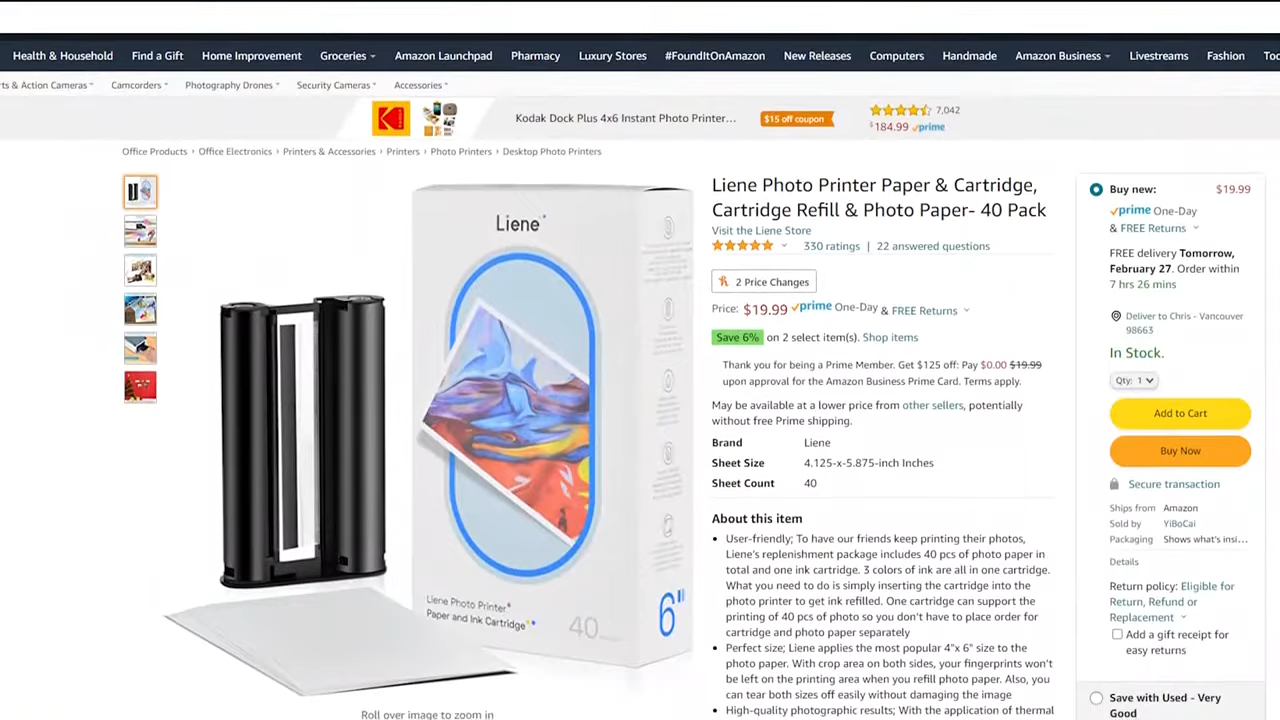 Health & Household Find a Gift Home Improvement Groceries Amazon Launchpad Pharmacy Luxury Stores #FoundItOnAmazon New Releases Computers Handmade Amazon Business Livestreams Fashion Too
ts & Action Cameras Camcorders Photography Drones Security Cameras Accessories
Kodak Dock Plus 4x6 Instant Photo Printer... $15 off coupon 7,042
$184.99 prime
Office Products › Office Electronics › Printers & Accessories › Printers › Photo Printers › Desktop Photo Printers
Liene
Liene Photo Printer
Paper and Ink Cartridge
40
6"
Roll over image to zoom in
Liene Photo Printer Paper & Cartridge,
Cartridge Refill & Photo Paper- 40 Pack
Visit the Liene Store
330 ratings | 22 answered questions
2 Price Changes
Price: $19.99 prime One-Day & FREE Returns
Save 6% on 2 select item(s). Shop items
Thank you for being a Prime Member. Get $125 off: Pay $0.00 $19.99
upon approval for the Amazon Business Prime Card. Terms apply.
May be available at a lower price from other sellers, potentially
without free Prime shipping.
Brand Liene
Sheet Size 4.125-x-5.875-inch Inches
Sheet Count 40
About this item
• User-friendly; To have our friends keep printing their photos,
Liene's replenishment package includes 40 pcs of photo paper in
total and one ink cartridge. 3 colors of ink are all in one cartridge.
What you need to do is simply inserting the cartridge into the
photo printer to get ink refilled. One cartridge can support the
printing of 40 pcs of photo so you don't have to place order for
cartridge and photo paper separately
• Perfect size; Liene applies the most popular 4"x 6" size to the
photo paper. With crop area on both sides, your fingerprints won't
be left on the printing area when you refill photo paper. Also, you
can tear both sizes off easily without damaging the image
• High-quality photographic results; With the application of thermal
Buy new: $19.99
prime One-Day
& FREE Returns
FREE delivery Tomorrow,
February 27. Order within
7 hrs 26 mins
Deliver to Chris - Vancouver
98663
In Stock.
Qty: 1
Add to Cart
Buy Now
Secure transaction
Ships from Amazon
Sold by YiBoCai
Packaging Shows what's insi...
Details
Return policy: Eligible for
Return, Refund or
Replacement
Add a gift receipt for
easy returns
Save with Used - Very
Good